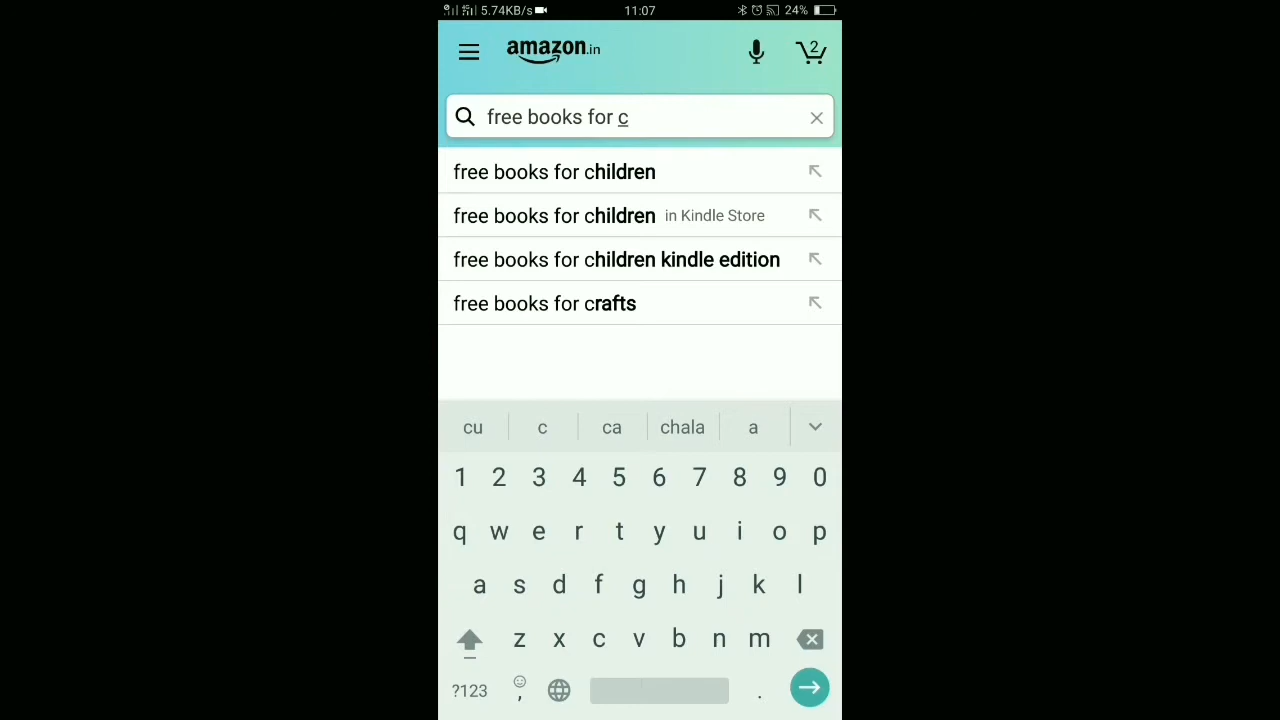 5.74KB/s 11:07 24%
amazon.in 2
free books for c
free books for children
free books for children in Kindle Store
free books for children kindle edition
free books for crafts
cu c ca chala a
1 2 3 4 5 6 7 8 9 0
q w e r t y u i o p
a s d f g h j k l
z x c v b n m
?123 , .